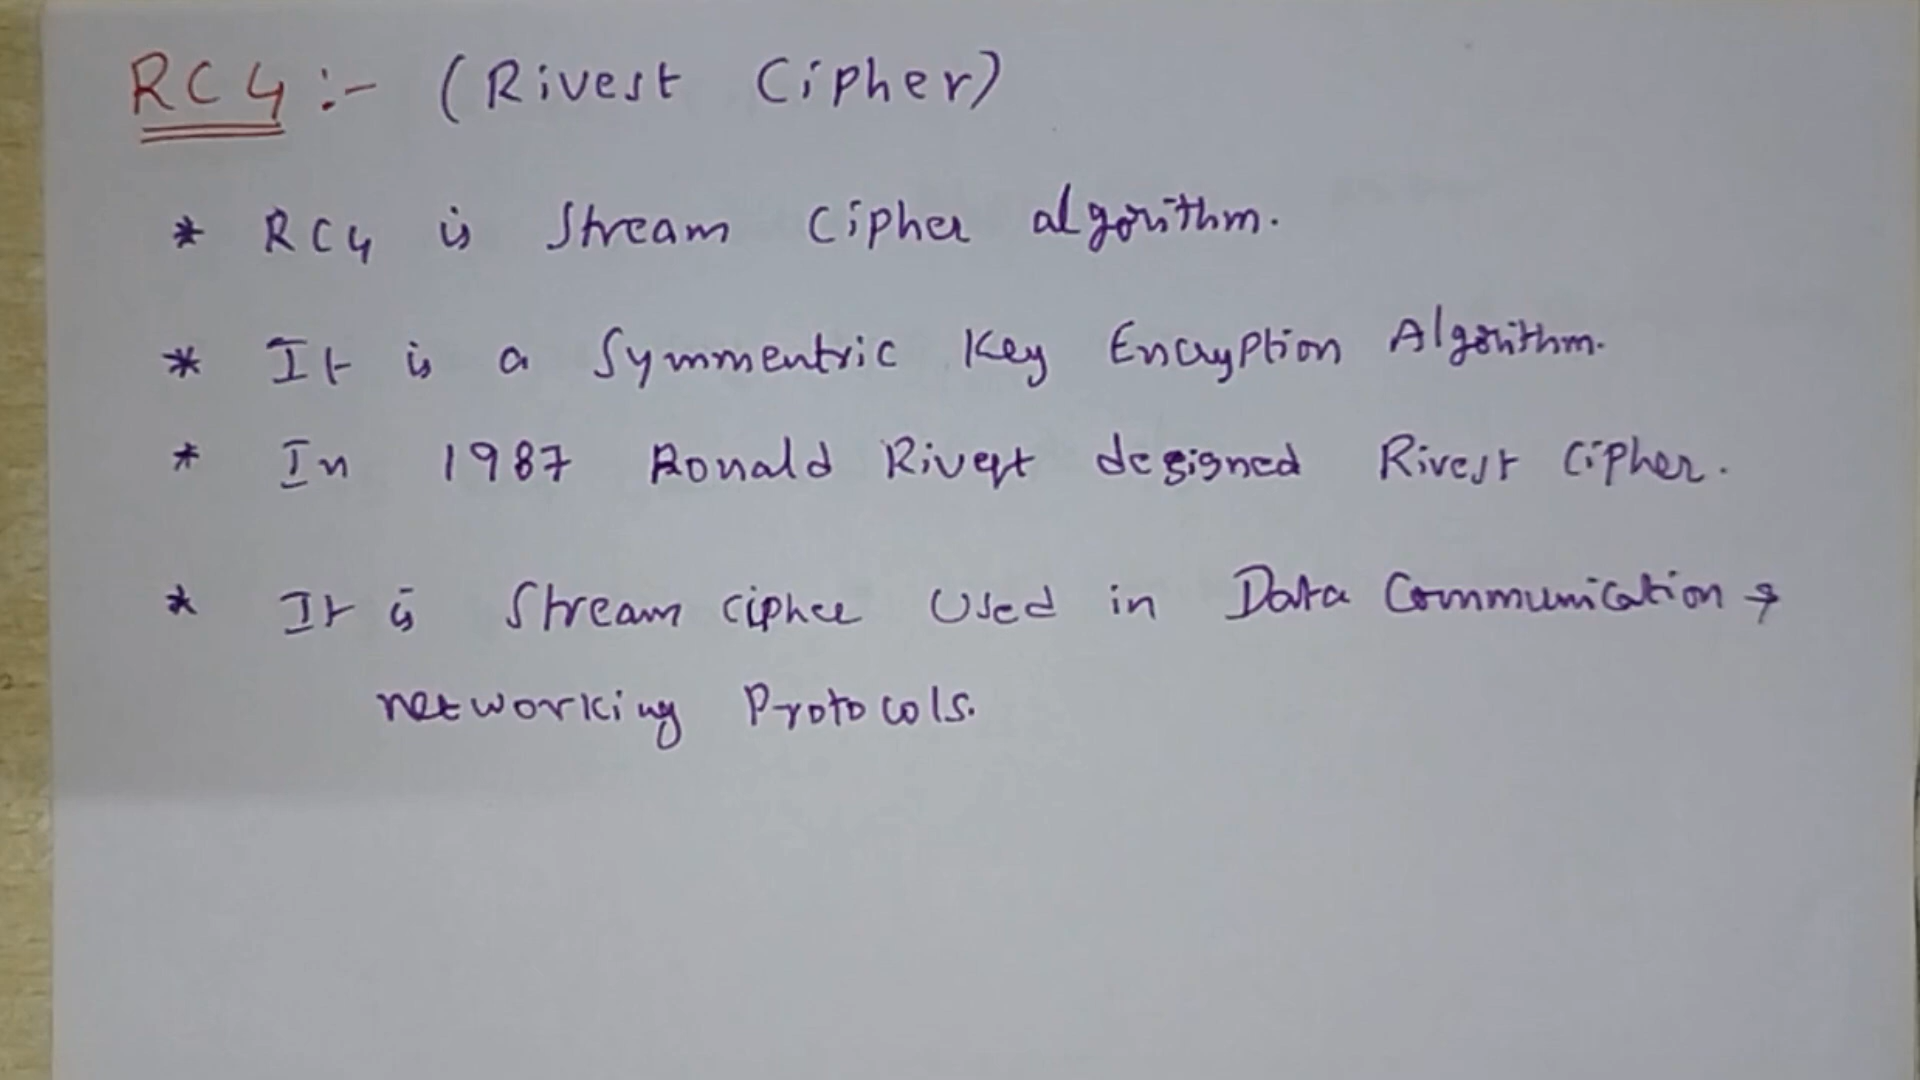 RC4 :- (Rivest Cipher)
* RC4 is Stream Cipher algorithm.
* It is a Symmentric Key Encryption Algorithm.
* In 1987 Ronald Rivest designed Rivest Cipher.
* It is Stream cipher Used in Data Communication &
networking Protocols.